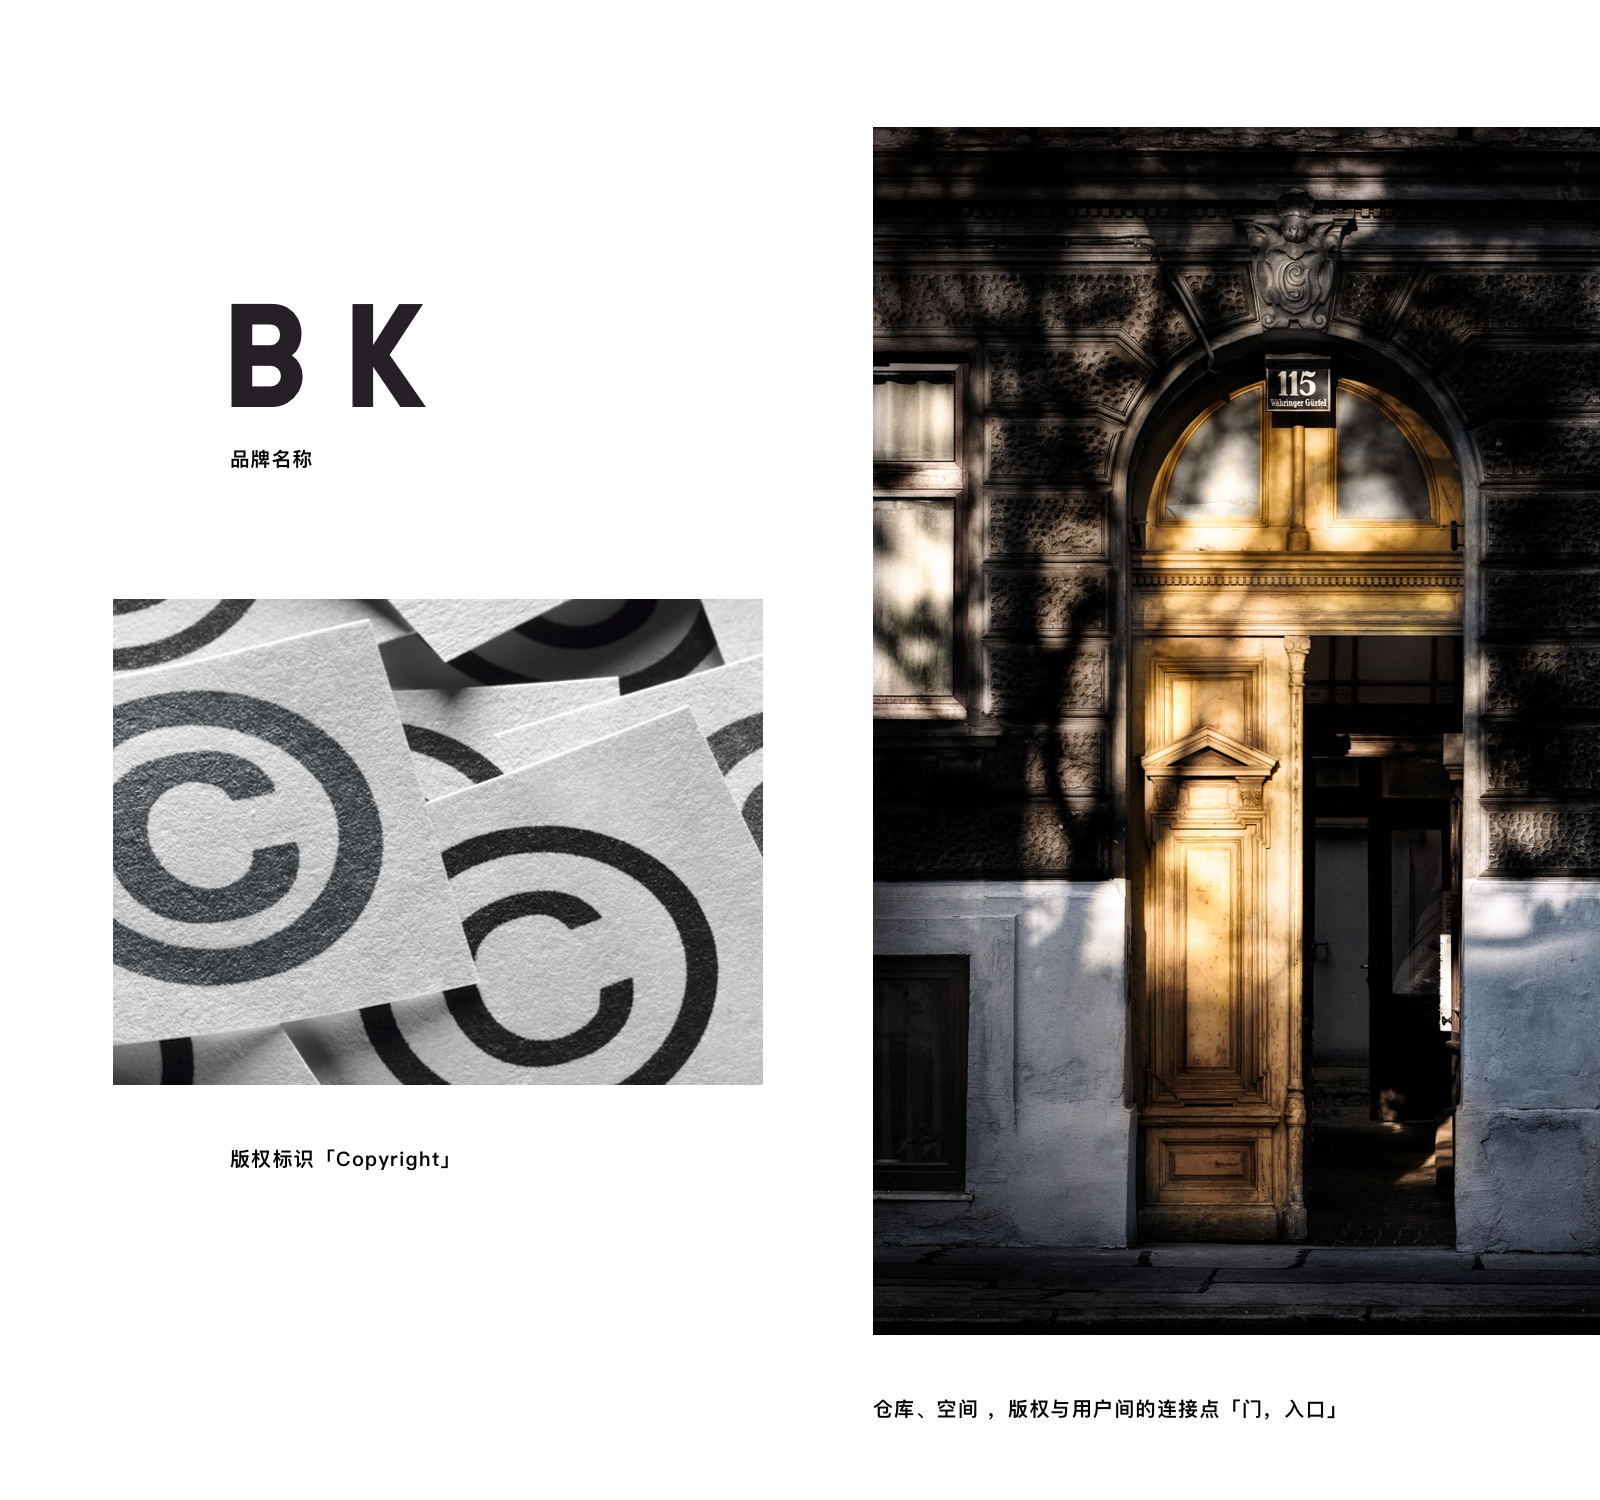 B K
品牌名称
版权标识「Copyright」
115
Währinger Gürtel
仓库、空间 ，版权与用户间的连接点「门，入口」